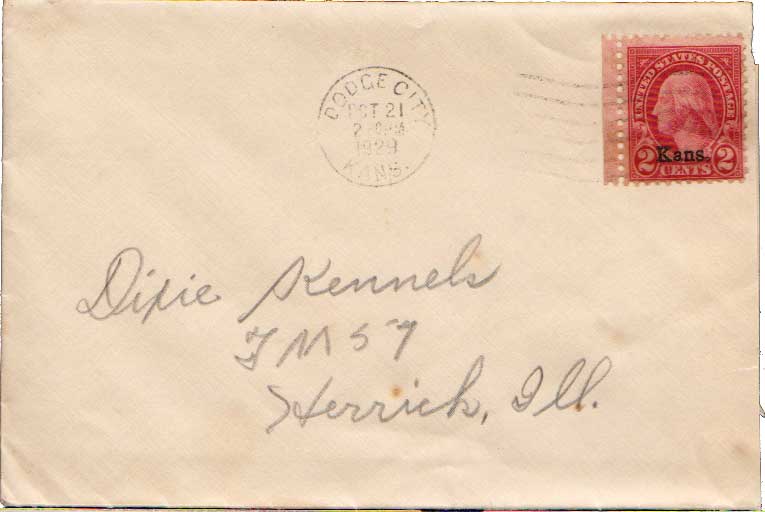 DODGE CITY
OCT 21
2
1929
KANS.
UNITED STATES POSTAGE
Kans.
2 CENTS 2
Dixie Kennels
F M 57
Herrick, Ill.